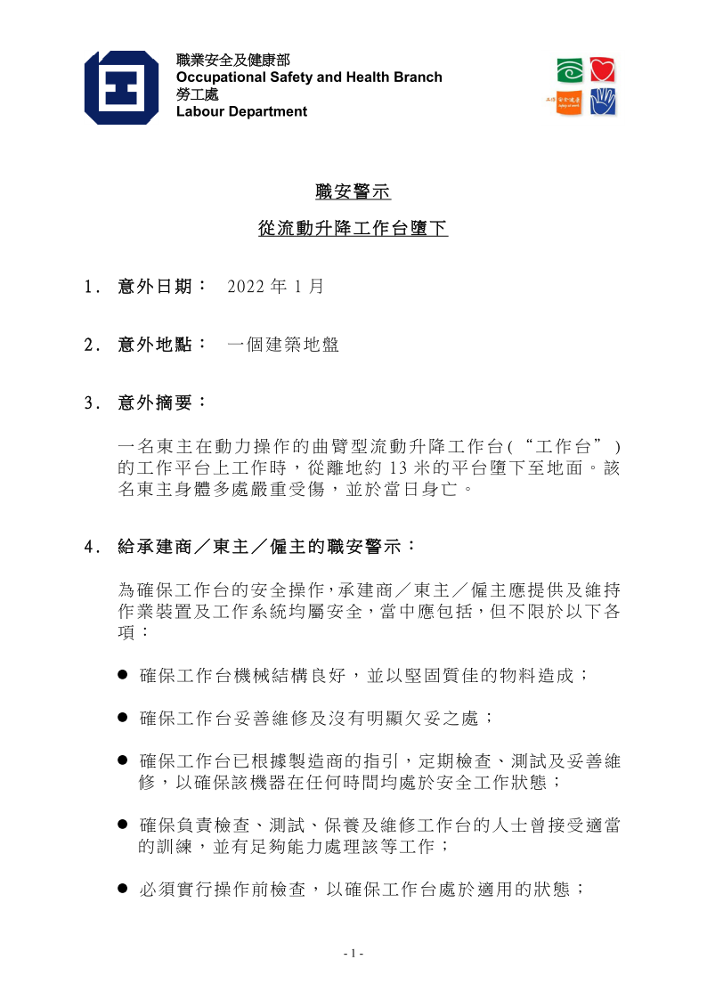 職業安全及健康部
Occupational Safety and Health Branch
勞工處
Labour Department
職安警示
從流動升降工作台墮下
1. 意外日期： 2022 年 1 月
2. 意外地點： 一個建築地盤
3. 意外摘要：
一名東主在動力操作的曲臂型流動升降工作台(“工作台”)
的工作平台上工作時，從離地約 13 米的平台墮下至地面。該
名東主身體多處嚴重受傷，並於當日身亡。
4. 給承建商／東主／僱主的職安警示：
為確保工作台的安全操作，承建商／東主／僱主應提供及維持
作業裝置及工作系統均屬安全，當中應包括，但不限於以下各
項：
● 確保工作台機械結構良好，並以堅固質佳的物料造成；
● 確保工作台妥善維修及沒有明顯欠妥之處；
● 確保工作台已根據製造商的指引，定期檢查、測試及妥善維
修，以確保該機器在任何時間均處於安全工作狀態；
● 確保負責檢查、測試、保養及維修工作台的人士曾接受適當
的訓練，並有足夠能力處理該等工作；
● 必須實行操作前檢查，以確保工作台處於適用的狀態；
- 1 -